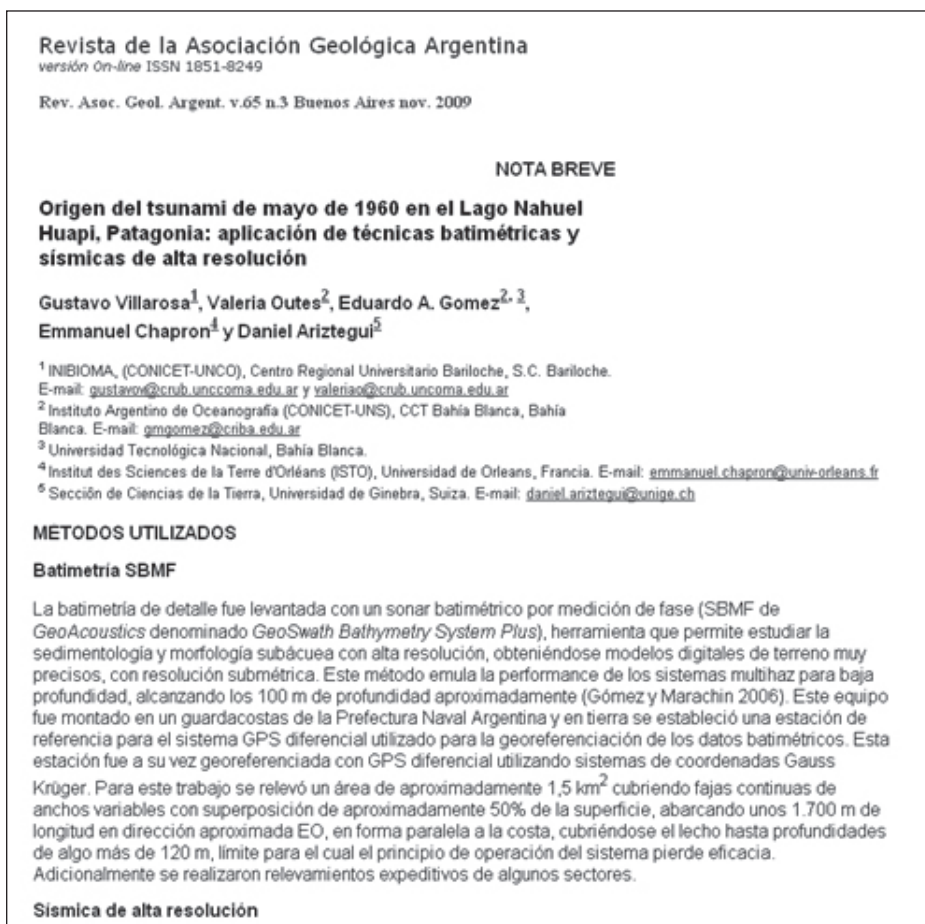 Revista de la Asociación Geológica Argentina
versión On-line ISSN 1851-8249
Rev. Asoc. Geol. Argent. v.65 n.3 Buenos Aires nov. 2009
NOTA BREVE
Origen del tsunami de mayo de 1960 en el Lago Nahuel
Huapi, Patagonia: aplicación de técnicas batimétricas y
sísmicas de alta resolución
Gustavo Villarosa1, Valeria Outes2, Eduardo A. Gomez2, 3,
Emmanuel Chapron4 y Daniel Ariztegui5
1 INIBIOMA, (CONICET-UNCO), Centro Regional Universitario Bariloche, S.C. Bariloche.
E-mail: gustavov@crub.unccoma.edu.ar y valeriao@crub.uncoma.edu.ar
2 Instituto Argentino de Oceanografía (CONICET-UNS), CCT Bahía Blanca, Bahía
Blanca. E-mail: gmgomez@criba.edu.ar
3 Universidad Tecnológica Nacional, Bahía Blanca.
4 Institut des Sciences de la Terre d'Orléans (ISTO), Universidad de Orleans, Francia. E-mail: emmanuel.chapron@univ-orleans.fr
5 Sección de Ciencias de la Tierra, Universidad de Ginebra, Suiza. E-mail: daniel.ariztegui@unige.ch
METODOS UTILIZADOS
Batimetría SBMF
La batimetría de detalle fue levantada con un sonar batimétrico por medición de fase (SBMF de
GeoAcoustics denominado GeoSwath Bathymetry System Plus), herramienta que permite estudiar la
sedimentología y morfología subácuea con alta resolución, obteniéndose modelos digitales de terreno muy
precisos, con resolución submétrica. Este método emula la performance de los sistemas multihaz para baja
profundidad, alcanzando los 100 m de profundidad aproximadamente (Gómez y Marachin 2006). Este equipo
fue montado en un guardacostas de la Prefectura Naval Argentina y en tierra se estableció una estación de
referencia para el sistema GPS diferencial utilizado para la georeferenciación de los datos batimétricos. Esta
estación fue a su vez georeferenciada con GPS diferencial utilizando sistemas de coordenadas Gauss
Krüger. Para este trabajo se relevó un área de aproximadamente 1,5 km2 cubriendo fajas continuas de
anchos variables con superposición de aproximadamente 50% de la superficie, abarcando unos 1.700 m de
longitud en dirección aproximada EO, en forma paralela a la costa, cubriéndose el lecho hasta profundidades
de algo más de 120 m, límite para el cual el principio de operación del sistema pierde eficacia.
Adicionalmente se realizaron relevamientos expeditivos de algunos sectores.
Sísmica de alta resolución